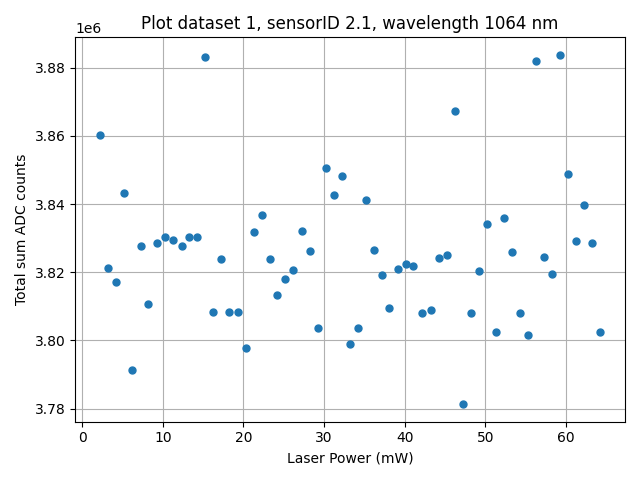 Plot dataset 1, sensorID 2.1, wavelength 1064 nm
1e6
3.88
3.86
3.84
3.82
3.80
3.78
Total sum ADC counts
0 10 20 30 40 50 60
Laser Power (mW)